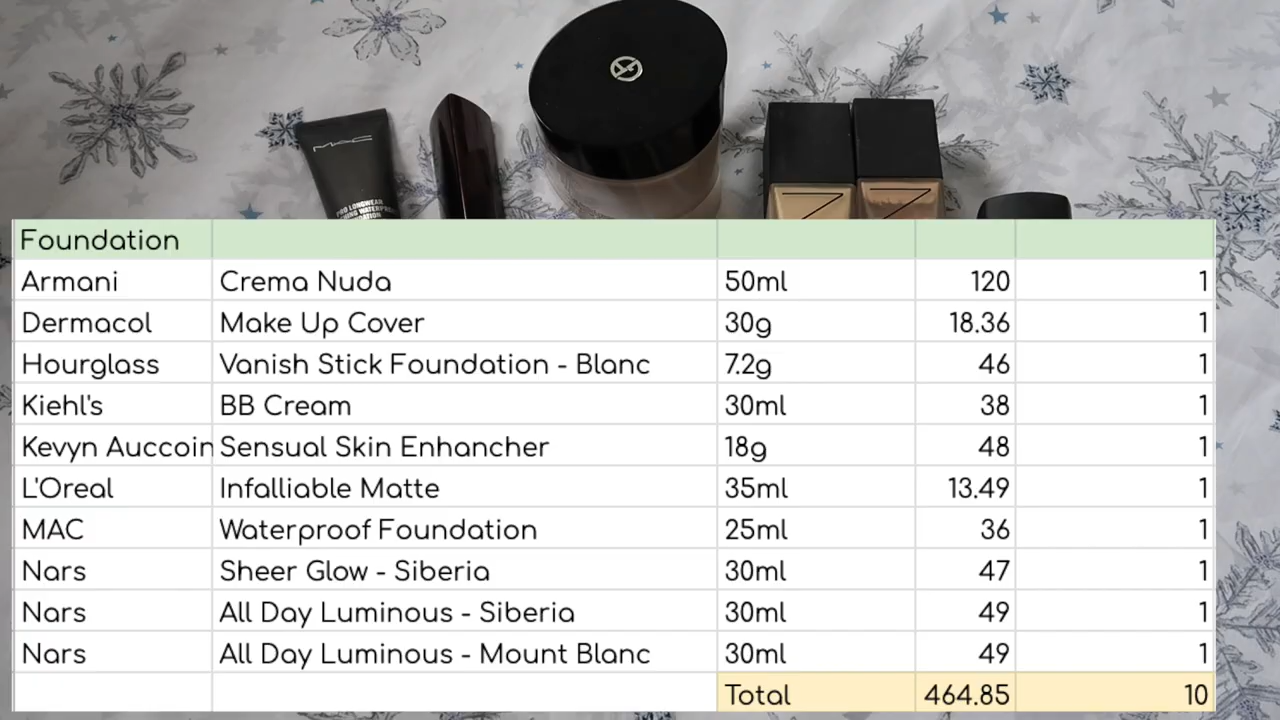 MAC
PRO LONGWEAR
Foundation
Armani Crema Nuda 50ml 120 1
Dermacol Make Up Cover 30g 18.36 1
Hourglass Vanish Stick Foundation - Blanc 7.2g 46 1
Kiehl's BB Cream 30ml 38 1
Kevyn Auccoin Sensual Skin Enhancher 18g 48 1
L'Oreal Infalliable Matte 35ml 13.49 1
MAC Waterproof Foundation 25ml 36 1
Nars Sheer Glow - Siberia 30ml 47 1
Nars All Day Luminous - Siberia 30ml 49 1
Nars All Day Luminous - Mount Blanc 30ml 49 1
Total 464.85 10